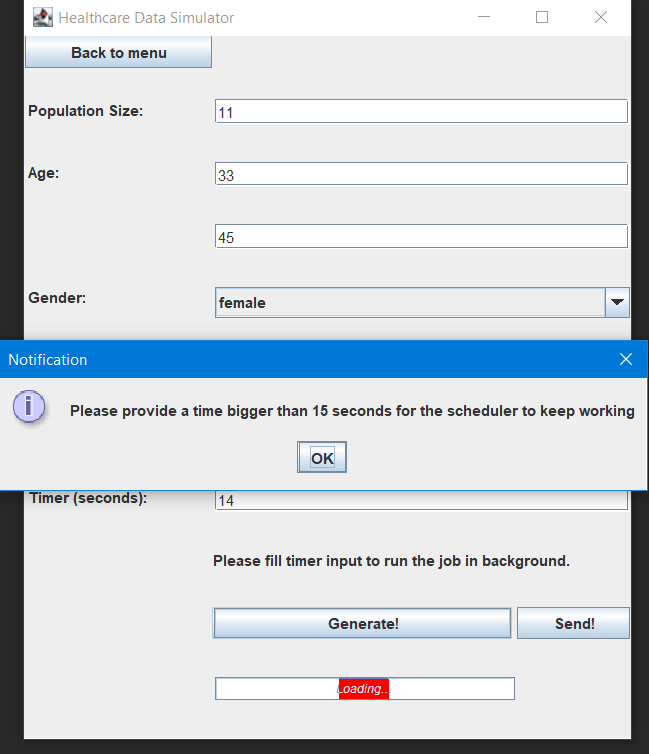 Healthcare Data Simulator
Back to menu
Population Size:
11
Age:
33
45
Gender:
female
Notification
Please provide a time bigger than 15 seconds for the scheduler to keep working
OK
Timer (seconds):
14
Please fill timer input to run the job in background.
Generate!
Send!
Loading...